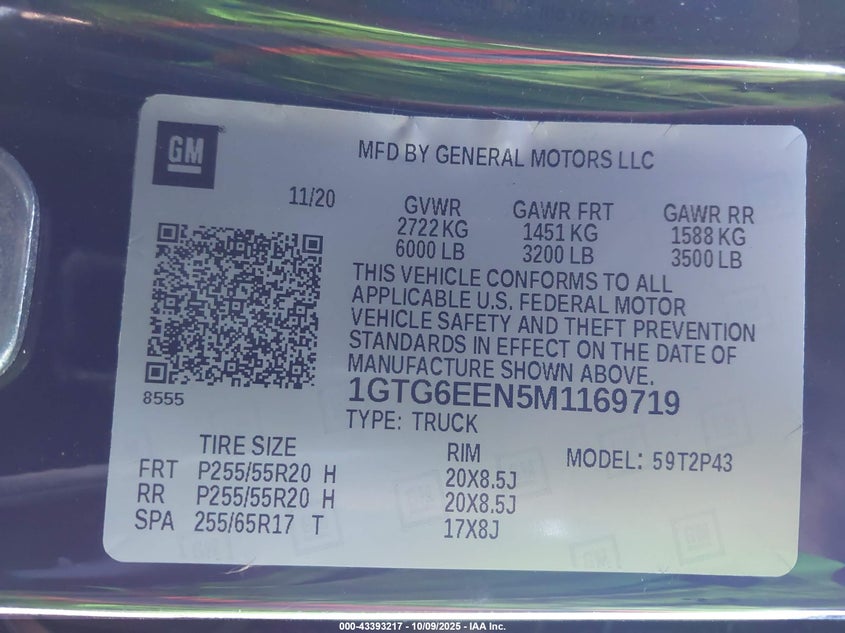 GM
MFD BY GENERAL MOTORS LLC
11/20
GVWR GAWR FRT GAWR RR
2722 KG 1451 KG 1588 KG
6000 LB 3200 LB 3500 LB
THIS VEHICLE CONFORMS TO ALL
APPLICABLE U.S. FEDERAL MOTOR
VEHICLE SAFETY AND THEFT PREVENTION
STANDARDS IN EFFECT ON THE DATE OF
MANUFACTURE SHOWN ABOVE.
8555
1GTG6EEN5M1169719
TYPE: TRUCK
TIRE SIZE RIM MODEL: 59T2P43
FRT P255/55R20 H 20X8.5J
RR P255/55R20 H 20X8.5J
SPA 255/65R17 T 17X8J
000-43393217 - 10/09/2025 - IAA Inc.